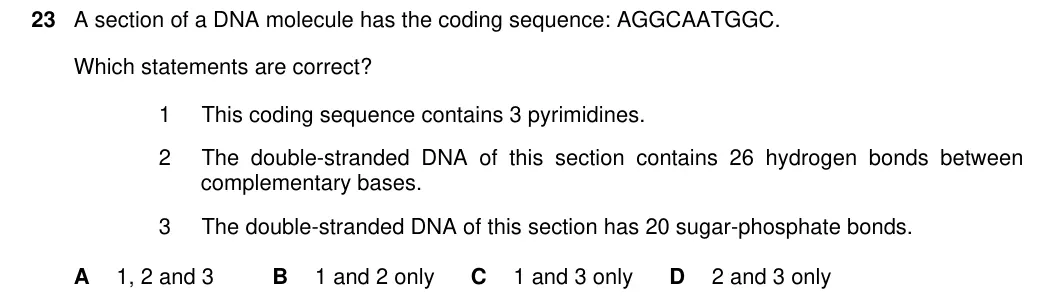 23 A section of a DNA molecule has the coding sequence: AGGCAATGGC.
Which statements are correct?
1 This coding sequence contains 3 pyrimidines.
2 The double-stranded DNA of this section contains 26 hydrogen bonds between
complementary bases.
3 The double-stranded DNA of this section has 20 sugar-phosphate bonds.
A 1, 2 and 3 B 1 and 2 only C 1 and 3 only D 2 and 3 only